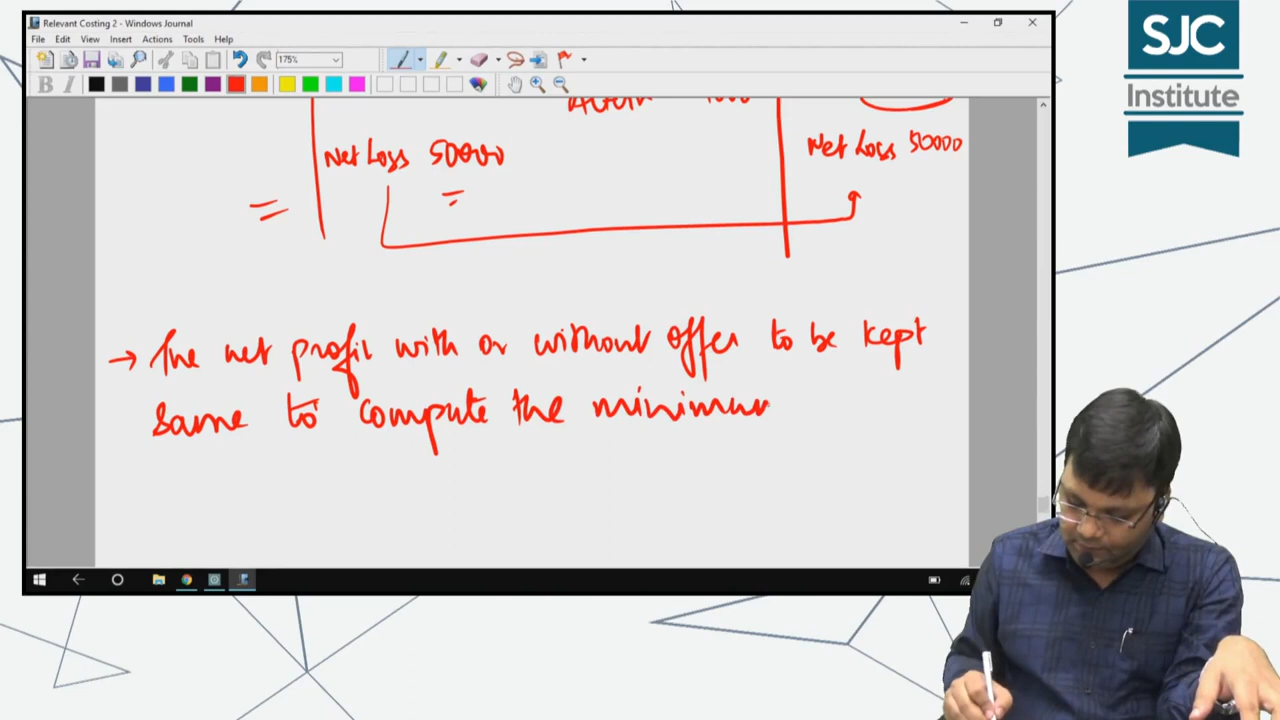 Relevant Costing 2 - Windows Journal
File Edit View Insert Actions Tools Help
175%
B I
Net Loss 50000
Net Loss 50000
→ The net profit with or without offer to be kept
same to compute the minimum
SJC
Institute